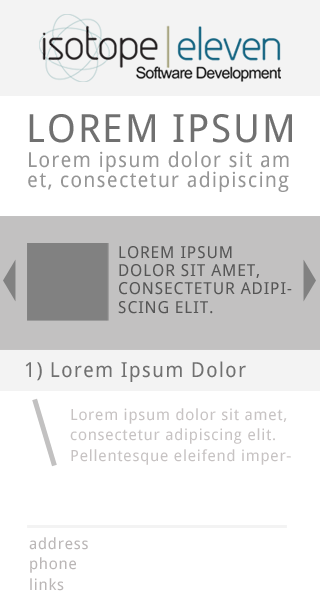 isotope | eleven
Software Development
LOREM IPSUM
Lorem ipsum dolor sit am
et, consectetur adipiscing
LOREM IPSUM
DOLOR SIT AMET,
CONSECTETUR ADIPI-
SCING ELIT.
1) Lorem Ipsum Dolor
Lorem ipsum dolor sit amet,
consectetur adipiscing elit.
Pellentesque eleifend imper-
address
phone
links